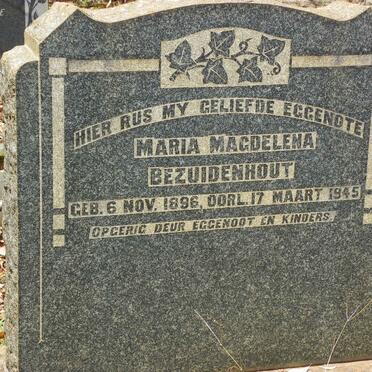 HIER RUS MY GELIEFDE EGGENOTE
MARIA MAGDELENA
BEZUIDENHOUT
GEB. 6 NOV. 1896, OORL. 17 MAART 1945
OPGERIG DEUR EGGENOOT EN KINDERS.